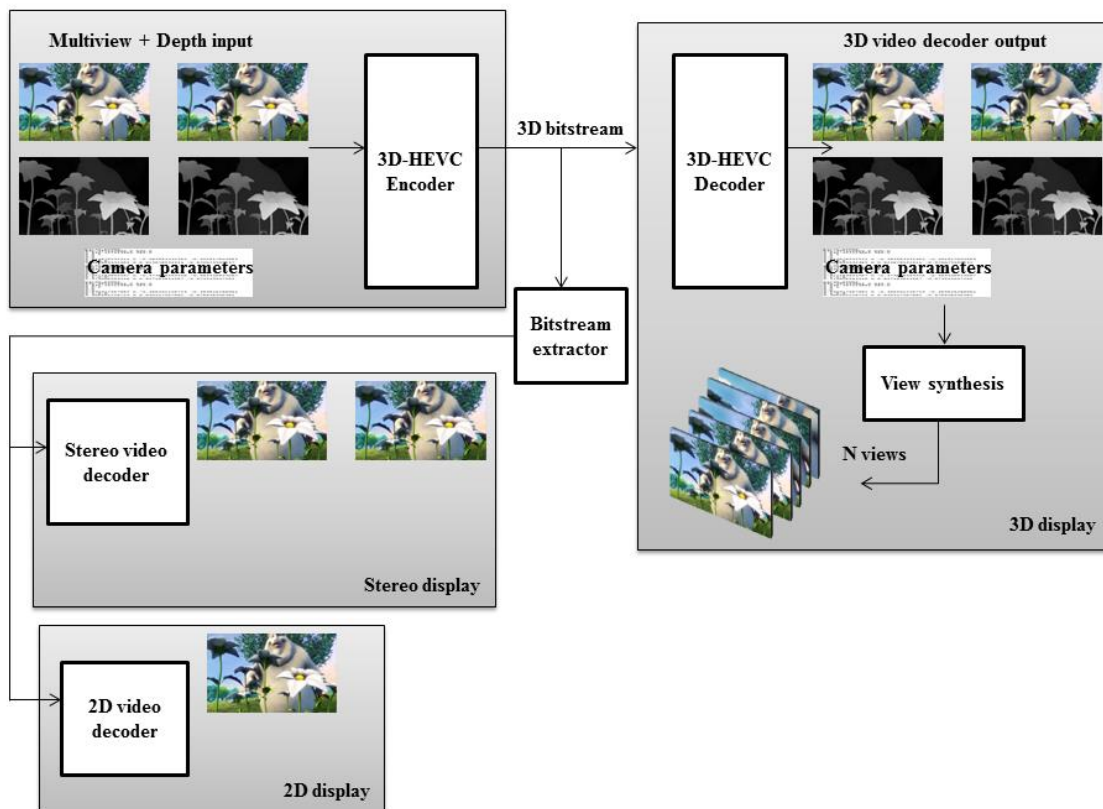 Multiview + Depth input
3D-HEVC
Encoder
Camera parameters
3D bitstream
3D video decoder output
3D-HEVC
Decoder
Camera parameters
Bitstream
extractor
View synthesis
N views
3D display
Stereo video
decoder
Stereo display
2D video
decoder
2D display